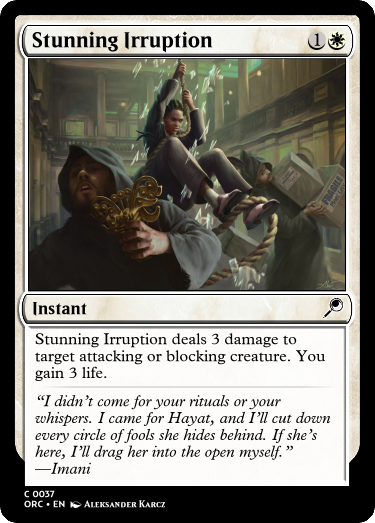 Stunning Irruption
1
Instant
Stunning Irruption deals 3 damage to
target attacking or blocking creature. You
gain 3 life.
“I didn’t come for your rituals or your
whispers. I came for Hayat, and I’ll cut down
every circle of fools she hides behind. If she’s
here, I’ll drag her into the open myself.”
—Imani
C 0037
ORC • EN Aleksander Karcz